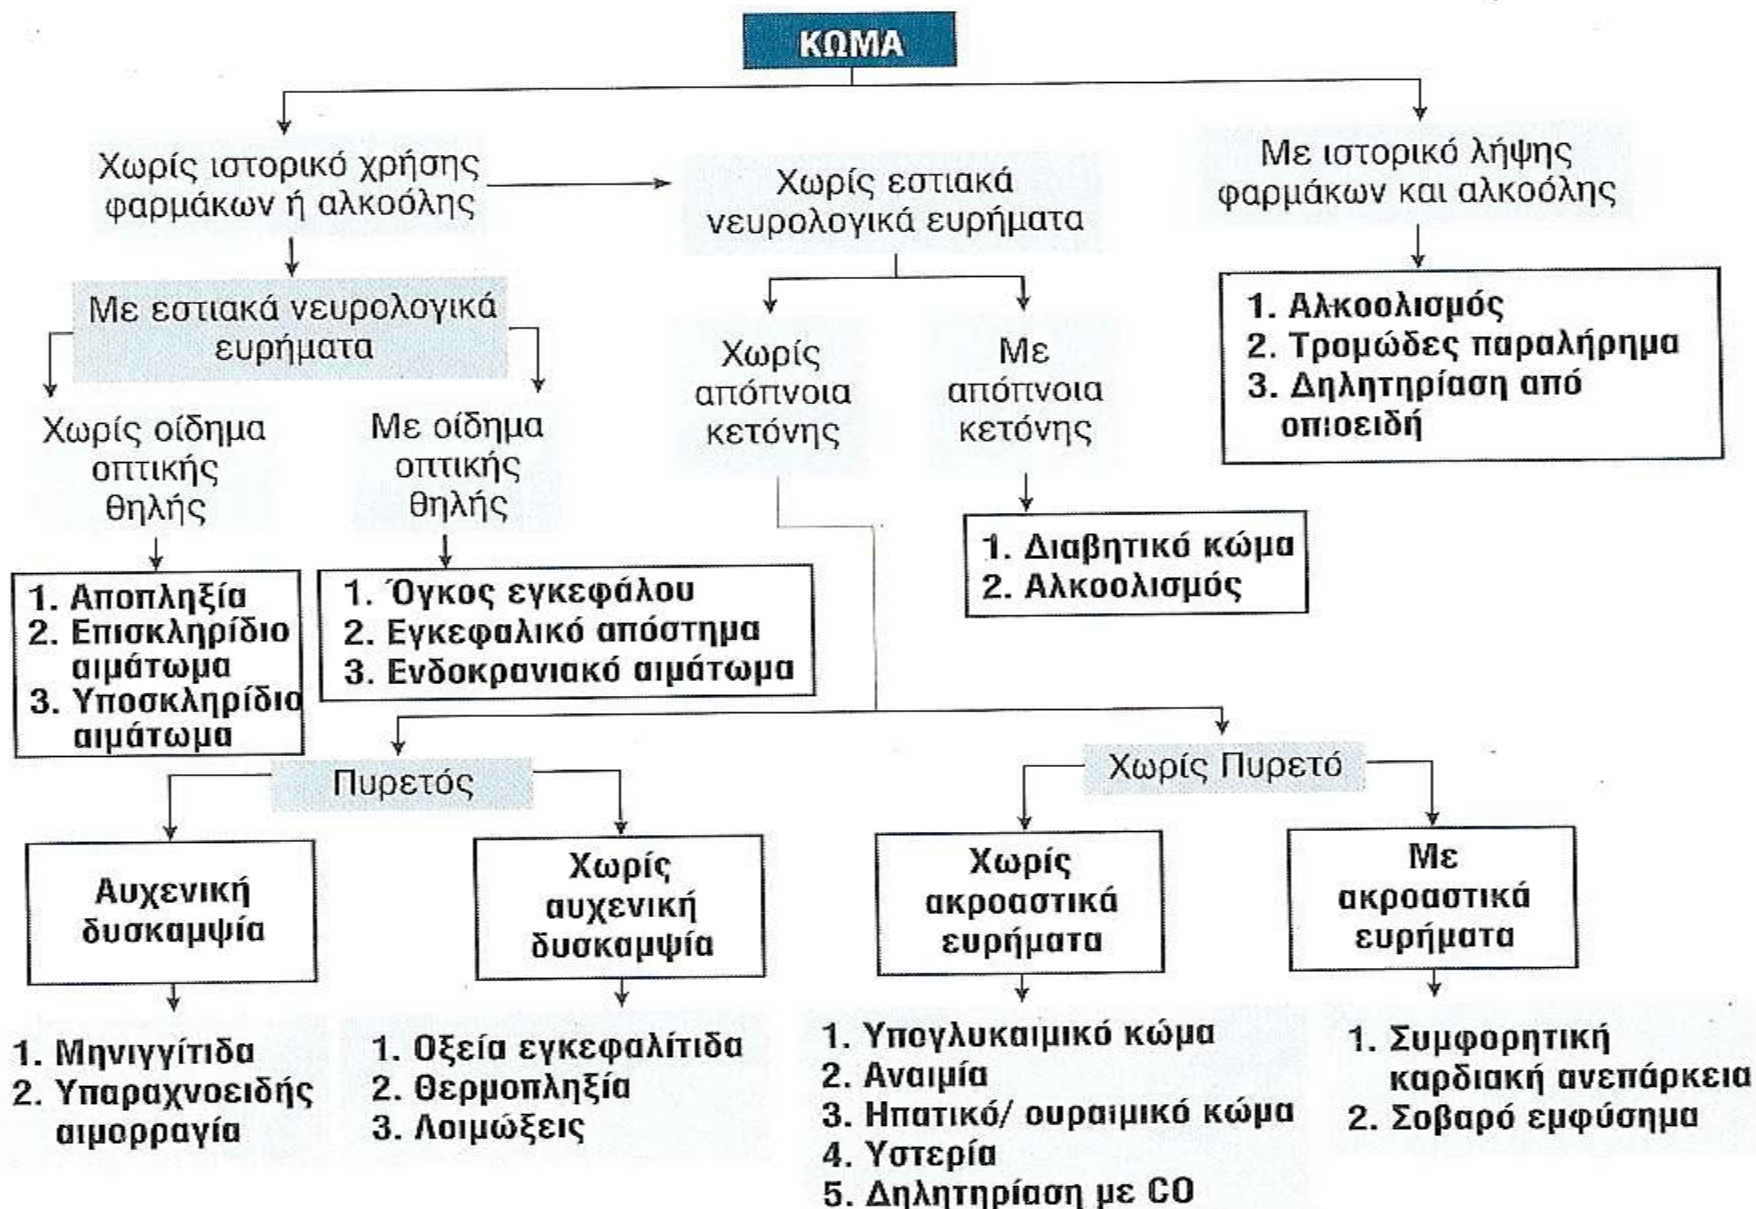 ΚΩΜΑ
Χωρίς ιστορικό χρήσης
φαρμάκων ή αλκοόλης
Χωρίς εστιακά
νευρολογικά ευρήματα
Με ιστορικό λήψης
φαρμάκων και αλκοόλης
Με εστιακά νευρολογικά
ευρήματα
1. Αλκοολισμός
2. Τρομώδες παραλήρημα
3. Δηλητηρίαση από
οπιοειδή
Χωρίς
απόπνοια
κετόνης
Με
απόπνοια
κετόνης
Χωρίς οίδημα
οπτικής
θηλής
Με οίδημα
οπτικής
θηλής
1. Διαβητικό κώμα
2. Αλκοολισμός
1. Αποπληξία
2. Επισκληρίδιο
αιμάτωμα
3. Υποσκληρίδιο
αιμάτωμα
1. Όγκος εγκεφάλου
2. Εγκεφαλικό απόστημα
3. Ενδοκρανιακό αιμάτωμα
Πυρετός
Χωρίς Πυρετό
Αυχενική
δυσκαμψία
Χωρίς
αυχενική
δυσκαμψία
Χωρίς
ακροαστικά
ευρήματα
Με
ακροαστικά
ευρήματα
1. Μηνιγγίτιδα
2. Υπαραχνοειδής
αιμορραγία
1. Οξεία εγκεφαλίτιδα
2. Θερμοπληξία
3. Λοιμώξεις
1. Υπογλυκαιμικό κώμα
2. Αναιμία
3. Ηπατικό/ ουραιμικό κώμα
4. Υστερία
5. Δηλητηρίαση με CO
1. Συμφορητική
καρδιακή ανεπάρκεια
2. Σοβαρό εμφύσημα